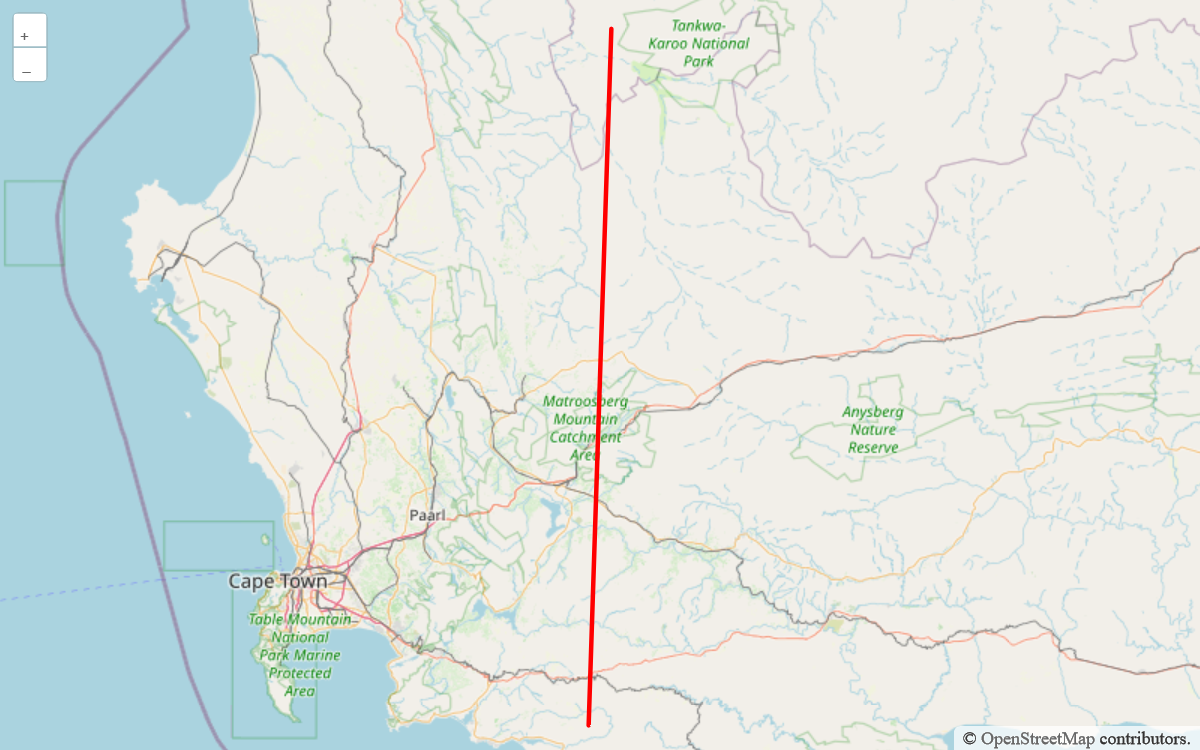 +
–
Tankwa-
Karoo National
Park
Matroosberg
Mountain
Catchment
Area
Anysberg
Nature
Reserve
Paarl
Cape Town
Table Mountain
National
Park Marine
Protected
Area
© OpenStreetMap contributors.